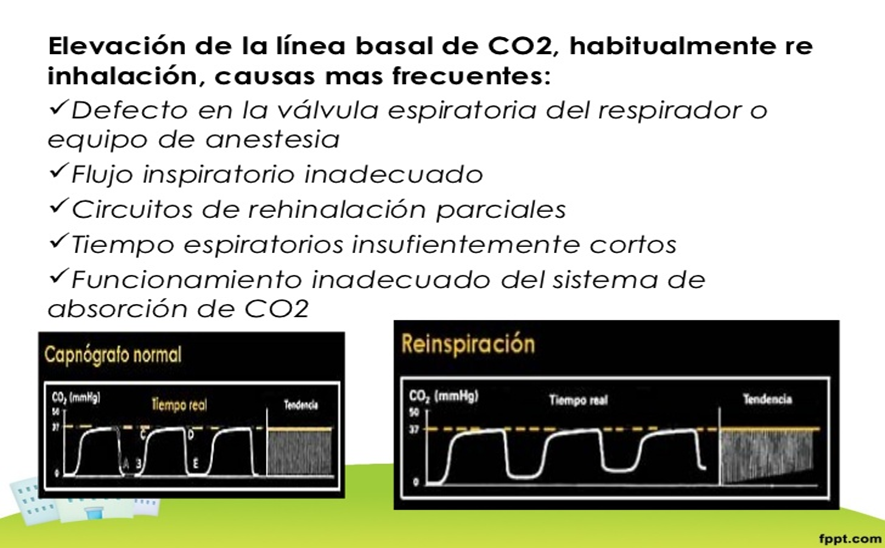 Elevación de la línea basal de CO2, habitualmente re
inhalación, causas mas frecuentes:
✓Defecto en la válvula espiratoria del respirador o
equipo de anestesia
✓Flujo inspiratorio inadecuado
✓Circuitos de rehinalación parciales
✓Tiempo espiratorios insufientemente cortos
✓Funcionamiento inadecuado del sistema de
absorción de CO2
Capnógrafo normal
CO₂ (mmHg) Tiempo real Tendencia
50
37
C D
A B E
0
Reinspiración
CO₂ (mmHg) Tiempo real Tendencia
50
37
0
fppt.com